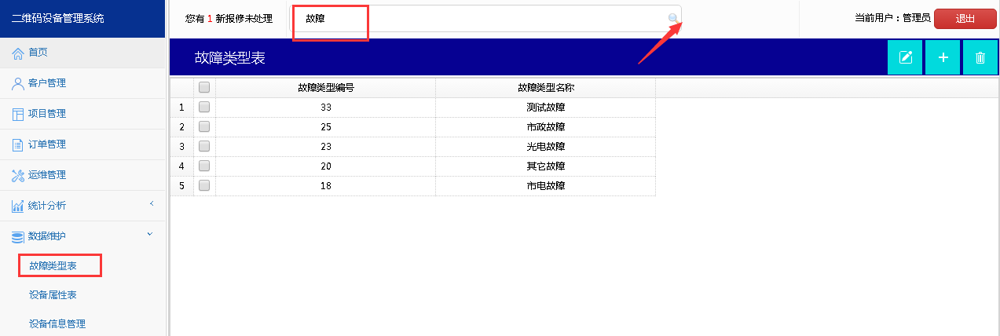 二维码设备管理系统
您有 1 新报修未处理
故障
当前用户：管理员
退出
首页
客户管理
项目管理
订单管理
运维管理
统计分析
数据维护
故障类型表
设备属性表
设备信息管理
故障类型表
故障类型编号 故障类型名称
1 33 测试故障
2 25 市政故障
3 23 光电故障
4 20 其它故障
5 18 市电故障